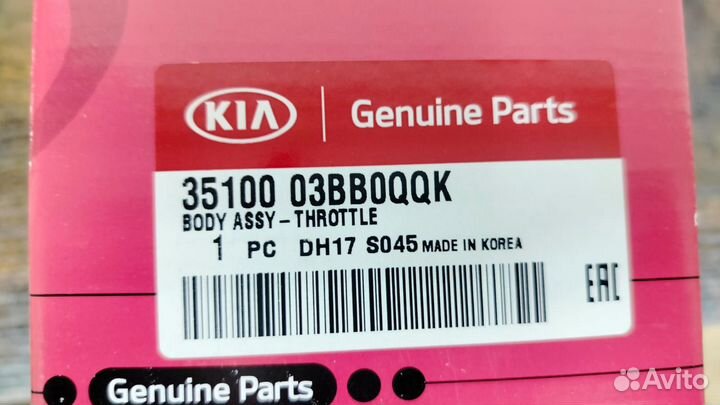 KIA Genuine Parts
35100 03BB0QQK
BODY ASSY-THROTTLE
1 PC DH17 S045 MADE IN KOREA
EAC
Genuine Parts
Avito